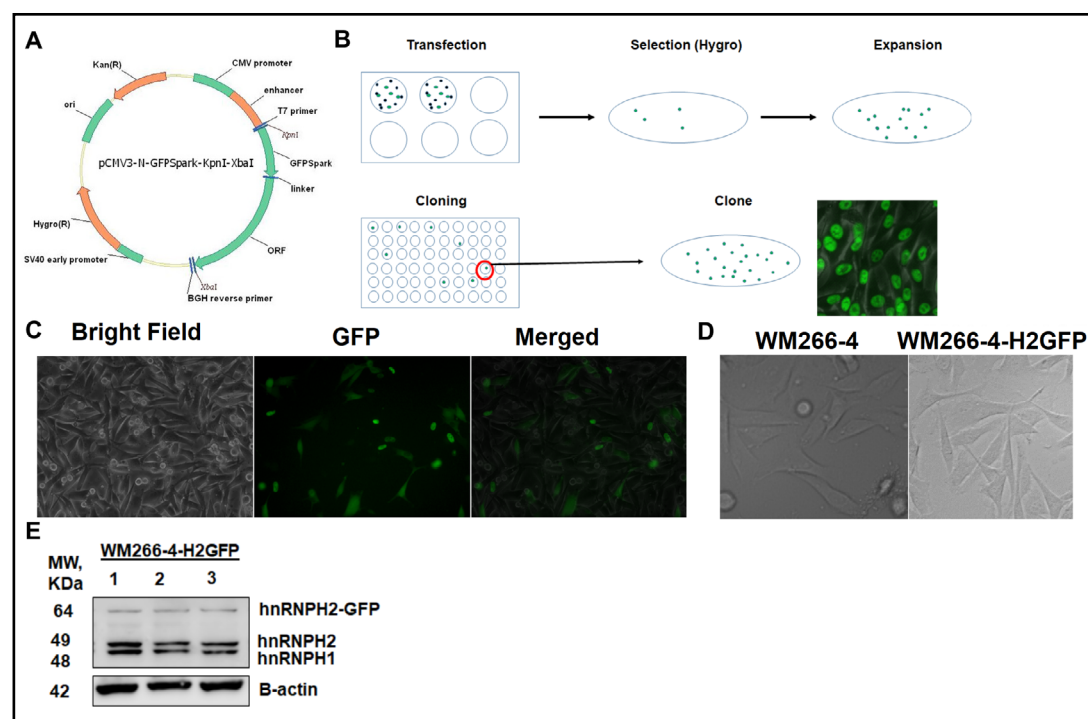 A
Kan(R)
CMV promoter
enhancer
T7 primer
KpnI
ori
pCMV3-N-GFPSpark-KpnI-XbaI
GFPSpark
linker
Hygro(R)
ORF
SV40 early promoter
XbaI
BGH reverse primer
B
Transfection
Selection (Hygro)
Expansion
Cloning
Clone
C
Bright Field
GFP
Merged
D
WM266-4
WM266-4-H2GFP
E
WM266-4-H2GFP
MW,
KDa
1 2 3
64
hnRNPH2-GFP
49
hnRNPH2
48
hnRNPH1
42
B-actin